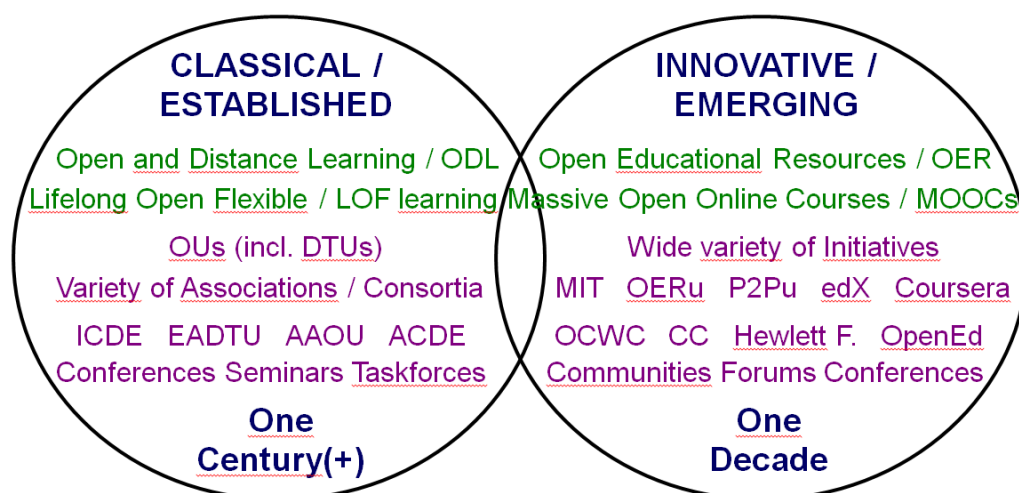 CLASSICAL /
ESTABLISHED
Open and Distance Learning / ODL
Lifelong Open Flexible / LOF learning
OUs (incl. DTUs)
Variety of Associations / Consortia
ICDE EADTU AAOU ACDE
Conferences Seminars Taskforces
One
Century(+)
INNOVATIVE /
EMERGING
Open Educational Resources / OER
Massive Open Online Courses / MOOCs
Wide variety of Initiatives
MIT OERu P2Pu edX Coursera
OCWC CC Hewlett F. OpenEd
Communities Forums Conferences
One
Decade